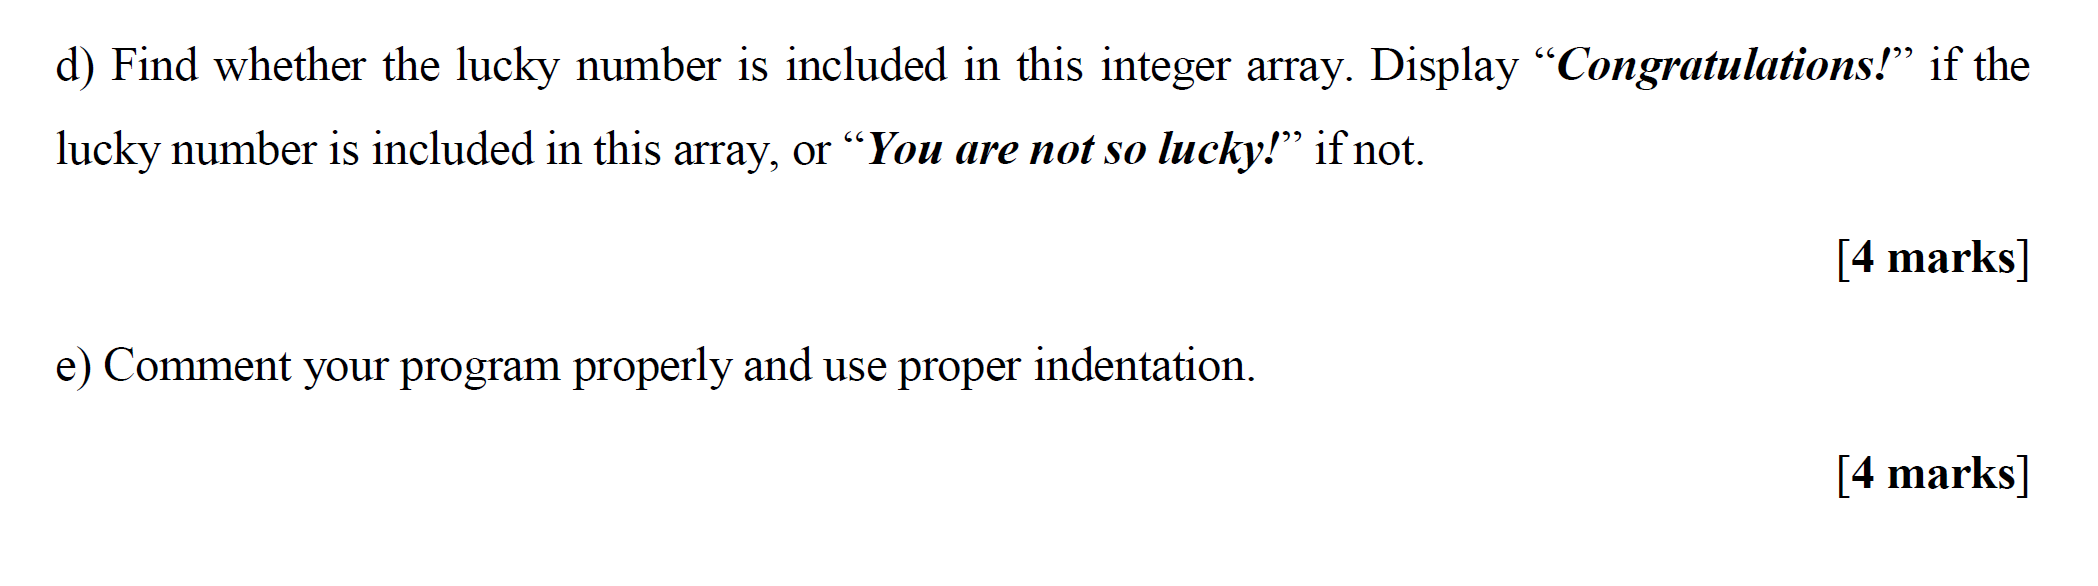 d) Find whether the lucky number is included in this integer array. Display “Congratulations!” if the
lucky number is included in this array, or “You are not so lucky!” if not.
[4 marks]
e) Comment your program properly and use proper indentation.
[4 marks]